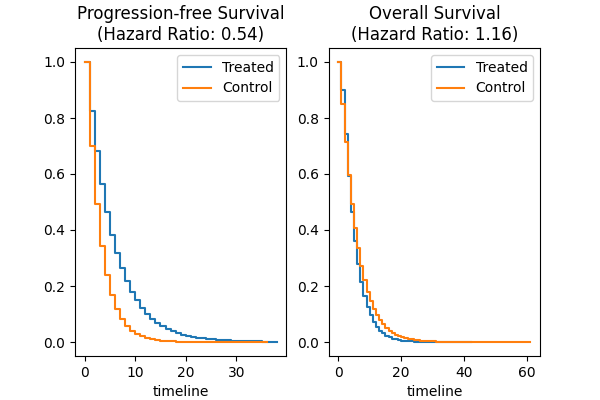 Progression-free Survival
(Hazard Ratio: 0.54)
1.0
0.8
0.6
0.4
0.2
0.0
0
10
20
30
timeline
Treated
Control
Overall Survival
(Hazard Ratio: 1.16)
1.0
0.8
0.6
0.4
0.2
0.0
0
20
40
60
timeline
Treated
Control